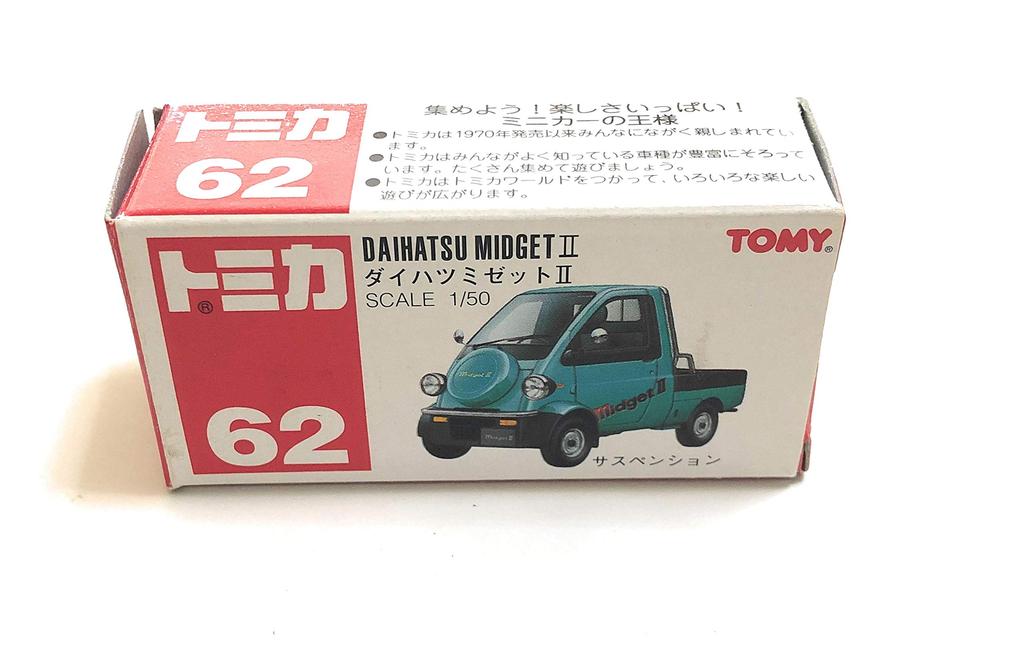 トミカ
62
集めよう！楽しさいっぱい！
ミニカーの王様
●トミカは1970年発売以来みんなにながく親しまれてい
ます。
●トミカはみんながよく知っている車種が豊富にそろって
います。たくさん集めて遊びましょう。
●トミカはトミカワールドをつかって、いろいろな楽しい
遊びが広がります。
トミカ®
62
DAIHATSU MIDGET II
ダイハツミゼットII
SCALE 1/50
TOMY®
Midget II
Midget II
Midget II
サスペンション